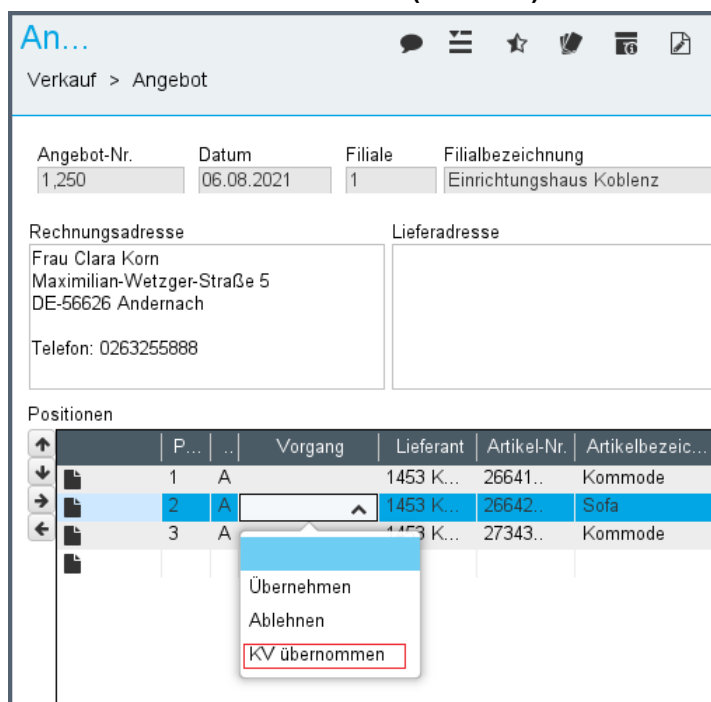 An...
Verkauf > Angebot
Angebot-Nr. Datum Filiale Filialbezeichnung
1,250 06.08.2021 1 Einrichtungshaus Koblenz
Rechnungsadresse Lieferadresse
Frau Clara Korn
Maximilian-Wetzger-Straße 5
DE-56626 Andernach
Telefon: 0263255888
Positionen
P... .. Vorgang Lieferant Artikel-Nr. Artikelbezeic...
1 A 1453 K... 26641.. Kommode
2 A 1453 K... 26642.. Sofa
3 A 1453 K... 27343.. Kommode
Übernehmen
Ablehnen
KV übernommen